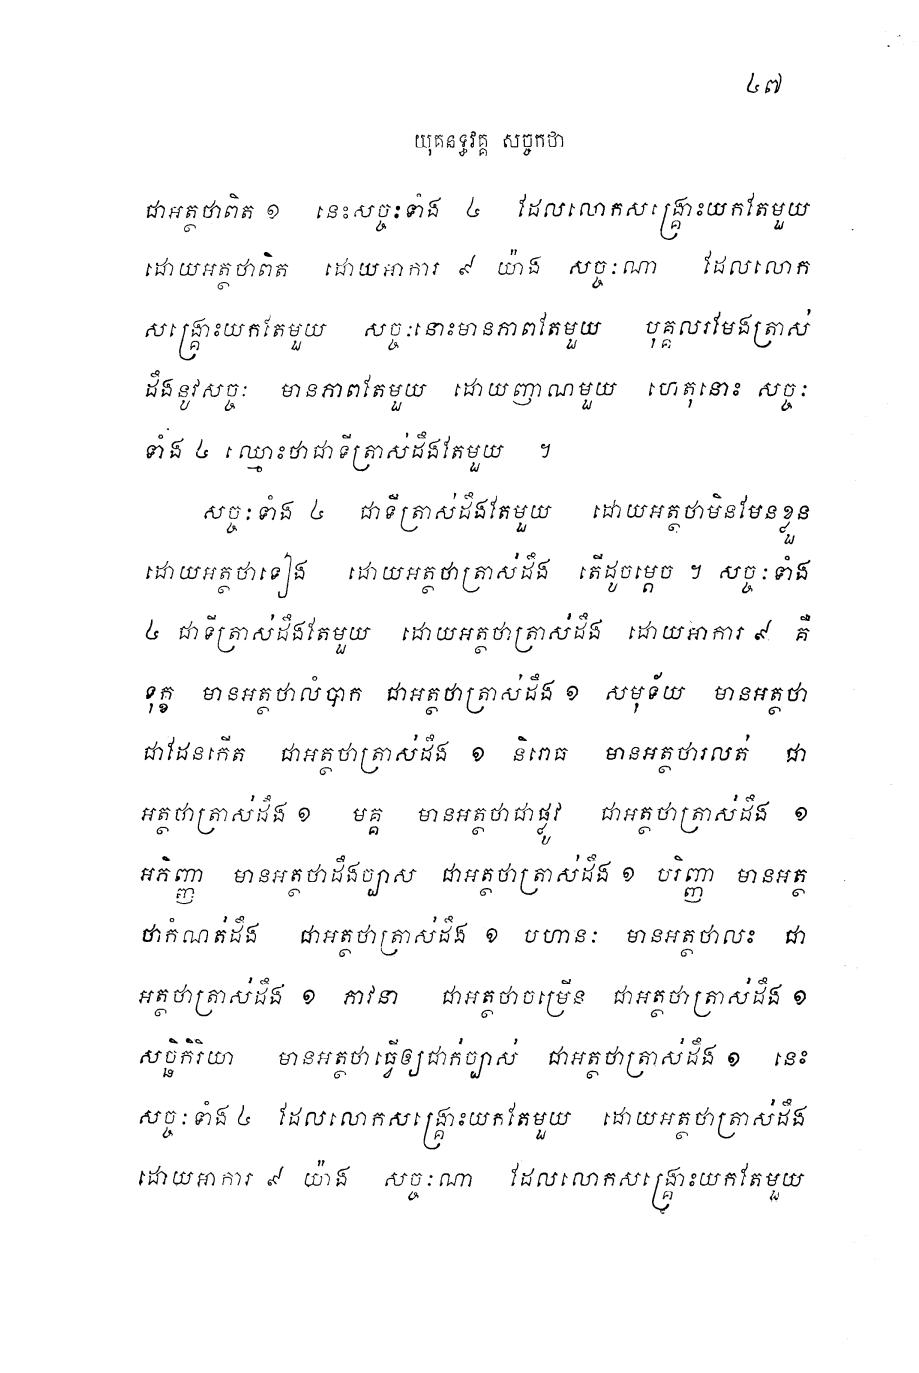 ៤៧
យុគនទ្ធវគ្គ សច្ចកថា
ជាអត្ថថាពិត ១ នេះសច្ចៈទាំង ៤ ដែលលោកសង្គ្រោះយកតែមួយ
ដោយអត្ថថាពិត ដោយអាការ ៩ យ៉ាង សច្ចៈណា ដែលលោក
សង្គ្រោះយកតែមួយ សច្ចៈនោះមានភាពតែមួយ បុគ្គលរមែងត្រាស់
ដឹងនូវសច្ចៈ មានភាពតែមួយ ដោយញាណមួយ ហេតុនោះ សច្ចៈ
ទាំង ៤ ឈ្មោះថាជាទីត្រាស់ដឹងតែមួយ ។
សច្ចៈទាំង ៤ ជាទីត្រាស់ដឹងតែមួយ ដោយអត្ថថាមិនមែនខ្លួន
ដោយអត្ថថាទៀង ដោយអត្ថថាត្រាស់ដឹង តើដូចម្តេច ។ សច្ចៈទាំង
៤ ជាទីត្រាស់ដឹងតែមួយ ដោយអត្ថថាត្រាស់ដឹង ដោយអាការ ៩ គឺ
ទុក្ខ មានអត្ថថាលំបាក ជាអត្ថថាត្រាស់ដឹង ១ សមុទ័យ មានអត្ថថា
ជាដែនកើត ជាអត្ថថាត្រាស់ដឹង ១ និរោធ មានអត្ថថារលត់ ជា
អត្ថថាត្រាស់ដឹង ១ មគ្គ មានអត្ថថាជាផ្លូវ ជាអត្ថថាត្រាស់ដឹង ១
អភិញ្ញា មានអត្ថថាដឹងច្បាស ជាអត្ថថាត្រាស់ដឹង ១ បរិញ្ញា មានអត្ថ
ថាកំណត់ដឹង ជាអត្ថថាត្រាស់ដឹង ១ បហានៈ មានអត្ថថាលះ ជា
អត្ថថាត្រាស់ដឹង ១ ភាវនា ជាអត្ថថាចម្រើន ជាអត្ថថាត្រាស់ដឹង ១
សច្ឆិកិរិយា មានអត្ថថាធ្វើឲ្យជាក់ច្បាស់ ជាអត្ថថាត្រាស់ដឹង ១ នេះ
សច្ចៈទាំង ៤ ដែលលោកសង្គ្រោះយកតែមួយ ដោយអត្ថថាត្រាស់ដឹង
ដោយអាការ ៩ យ៉ាង សច្ចៈណា ដែលលោកសង្គ្រោះយកតែមួយ